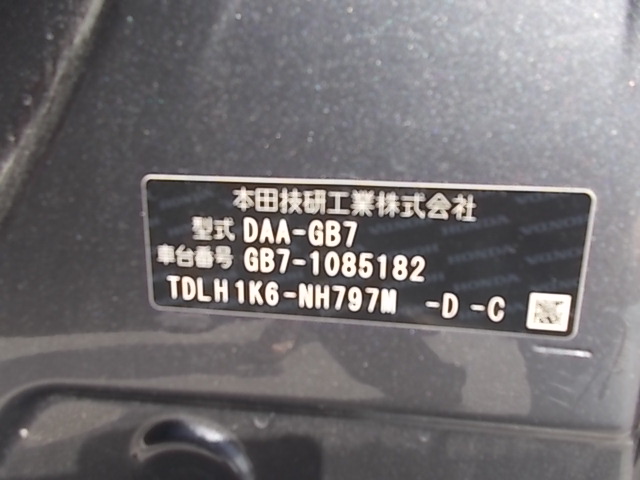 本田技研工業株式会社
型式 DAA-GB7
車台番号 GB7-1085182
TDLH1K6-NH797M -D -C